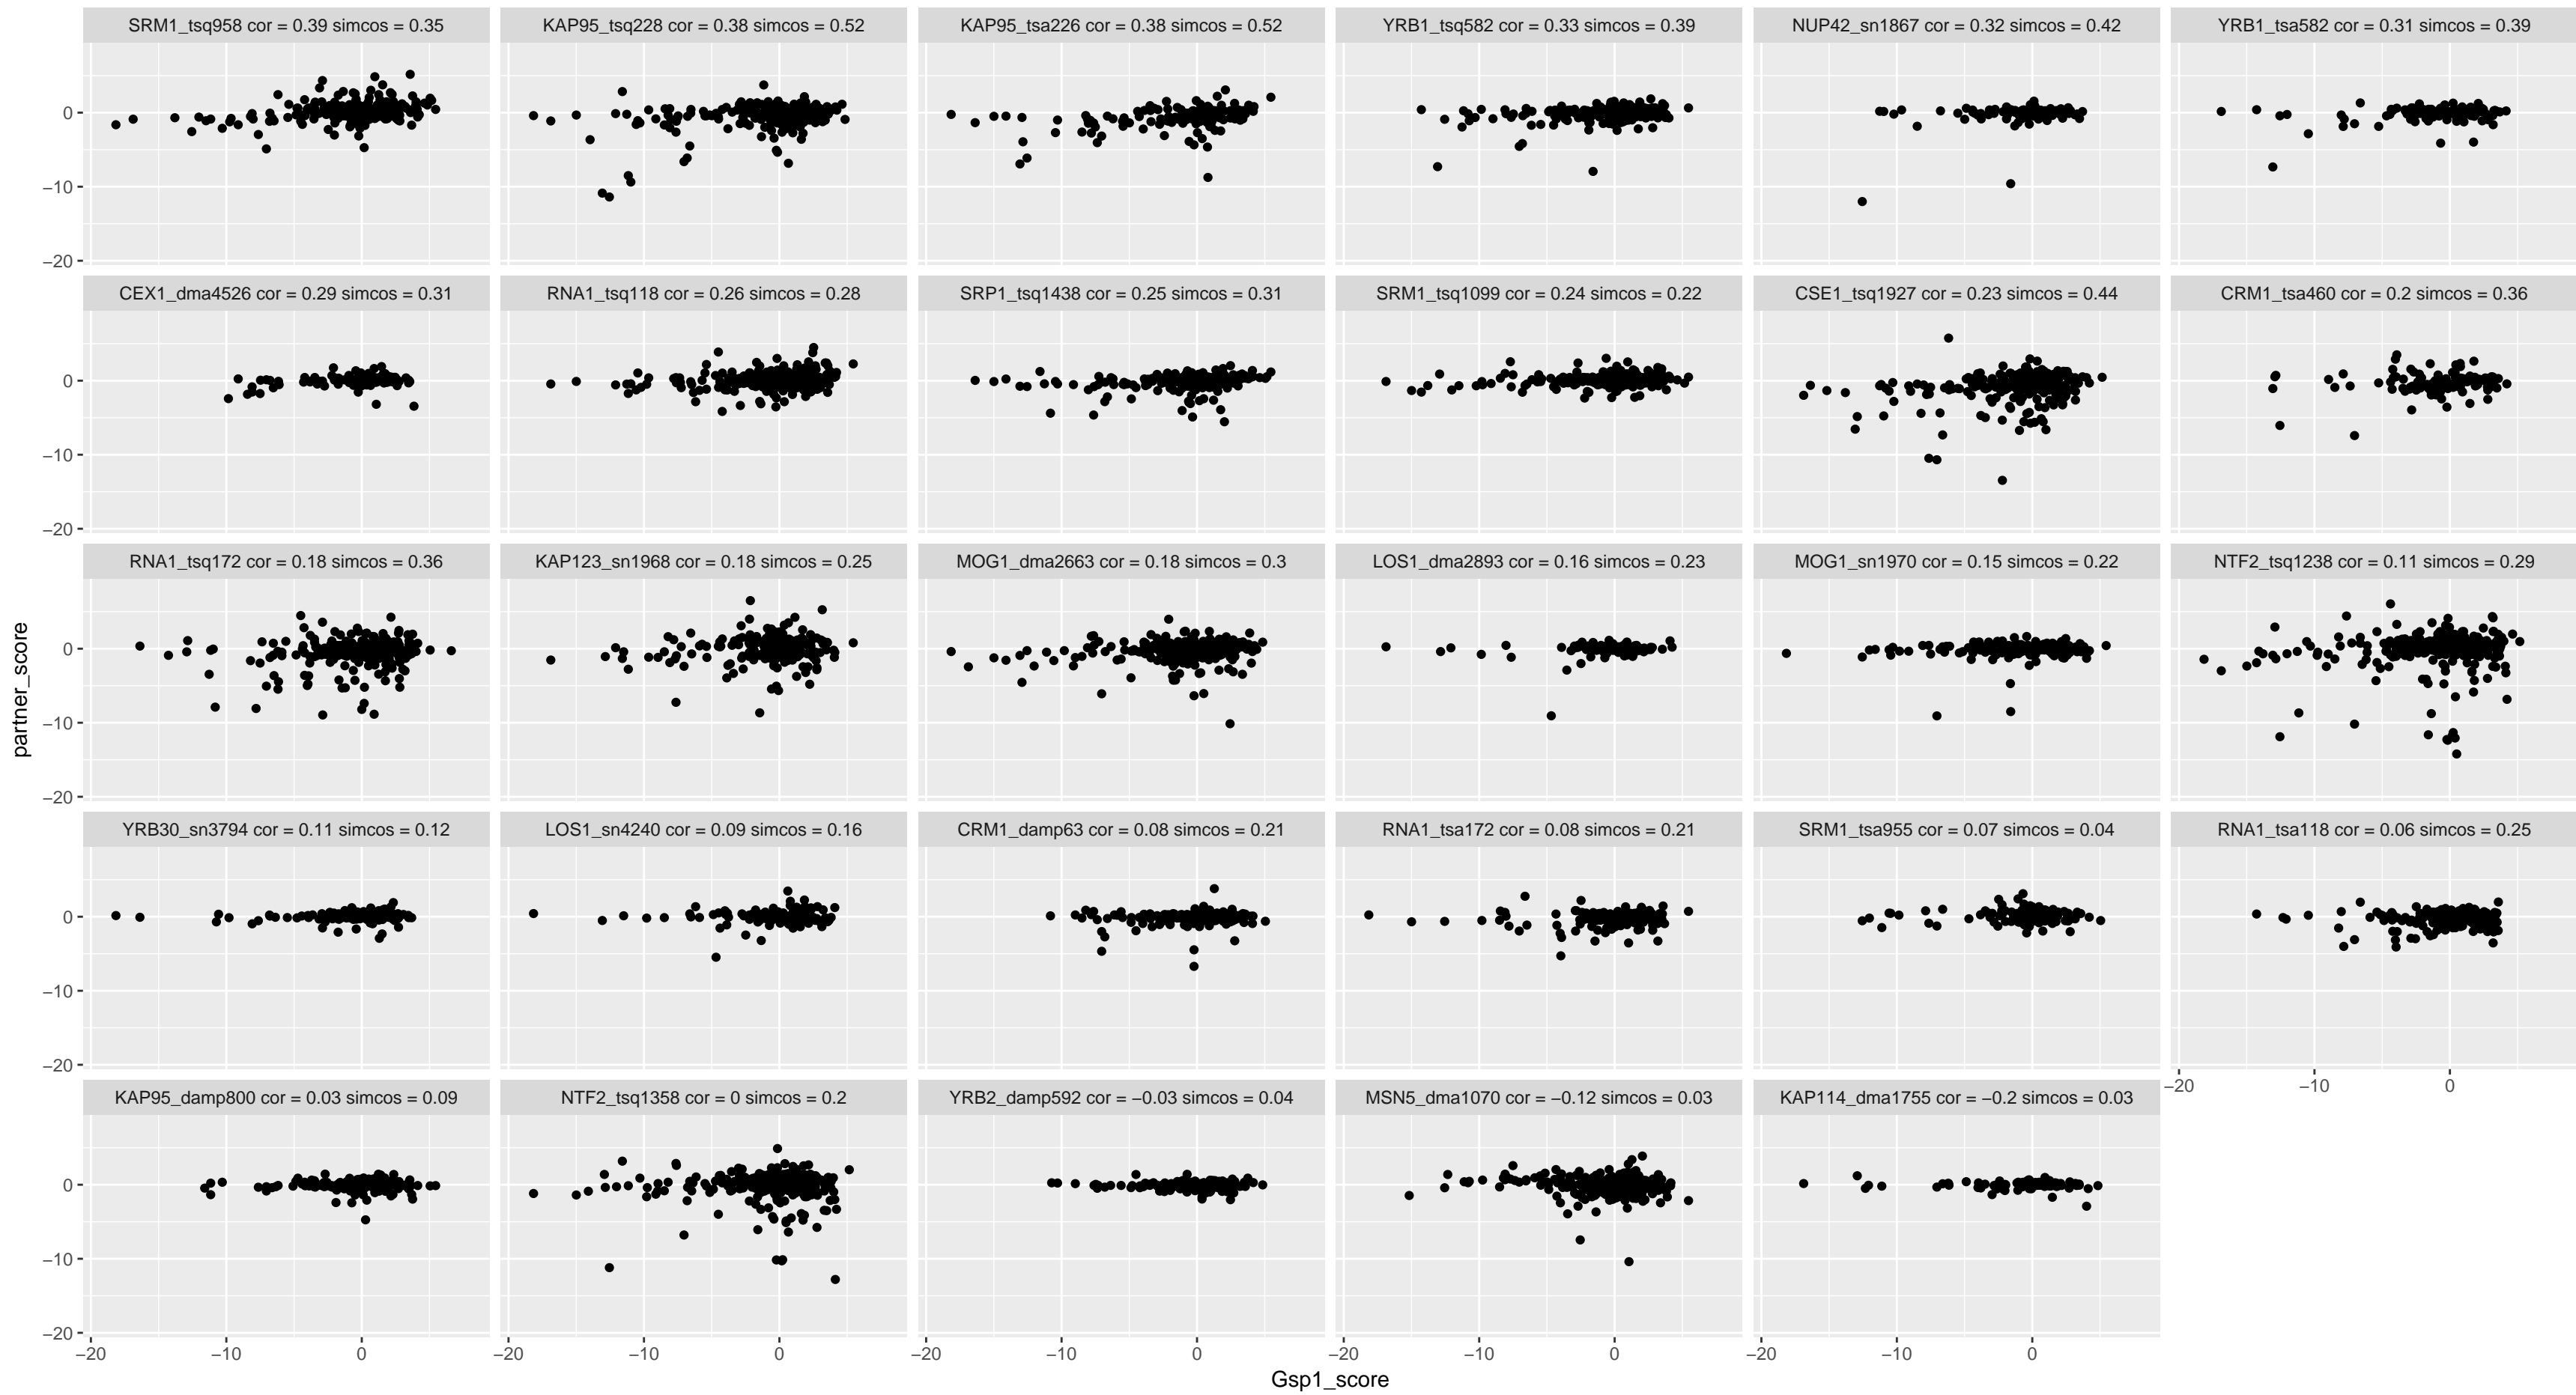 SRM1_tsq958 cor = 0.39 simcos = 0.35
KAP95_tsq228 cor = 0.38 simcos = 0.52
KAP95_tsa226 cor = 0.38 simcos = 0.52
YRB1_tsq582 cor = 0.33 simcos = 0.39
NUP42_sn1867 cor = 0.32 simcos = 0.42
YRB1_tsa582 cor = 0.31 simcos = 0.39
0
−10
−20
CEX1_dma4526 cor = 0.29 simcos = 0.31
RNA1_tsq118 cor = 0.26 simcos = 0.28
SRP1_tsq1438 cor = 0.25 simcos = 0.31
SRM1_tsq1099 cor = 0.24 simcos = 0.22
CSE1_tsq1927 cor = 0.23 simcos = 0.44
CRM1_tsa460 cor = 0.2 simcos = 0.36
0
−10
−20
RNA1_tsq172 cor = 0.18 simcos = 0.36
KAP123_sn1968 cor = 0.18 simcos = 0.25
MOG1_dma2663 cor = 0.18 simcos = 0.3
LOS1_dma2893 cor = 0.16 simcos = 0.23
MOG1_sn1970 cor = 0.15 simcos = 0.22
NTF2_tsq1238 cor = 0.11 simcos = 0.29
partner_score
0
−10
−20
YRB30_sn3794 cor = 0.11 simcos = 0.12
LOS1_sn4240 cor = 0.09 simcos = 0.16
CRM1_damp63 cor = 0.08 simcos = 0.21
RNA1_tsa172 cor = 0.08 simcos = 0.21
SRM1_tsa955 cor = 0.07 simcos = 0.04
RNA1_tsa118 cor = 0.06 simcos = 0.25
0
−10
−20
−20 −10 0
KAP95_damp800 cor = 0.03 simcos = 0.09
NTF2_tsq1358 cor = 0 simcos = 0.2
YRB2_damp592 cor = −0.03 simcos = 0.04
MSN5_dma1070 cor = −0.12 simcos = 0.03
KAP114_dma1755 cor = −0.2 simcos = 0.03
0
−10
−20
−20 −10 0
−20 −10 0
−20 −10 0
−20 −10 0
−20 −10 0
Gsp1_score